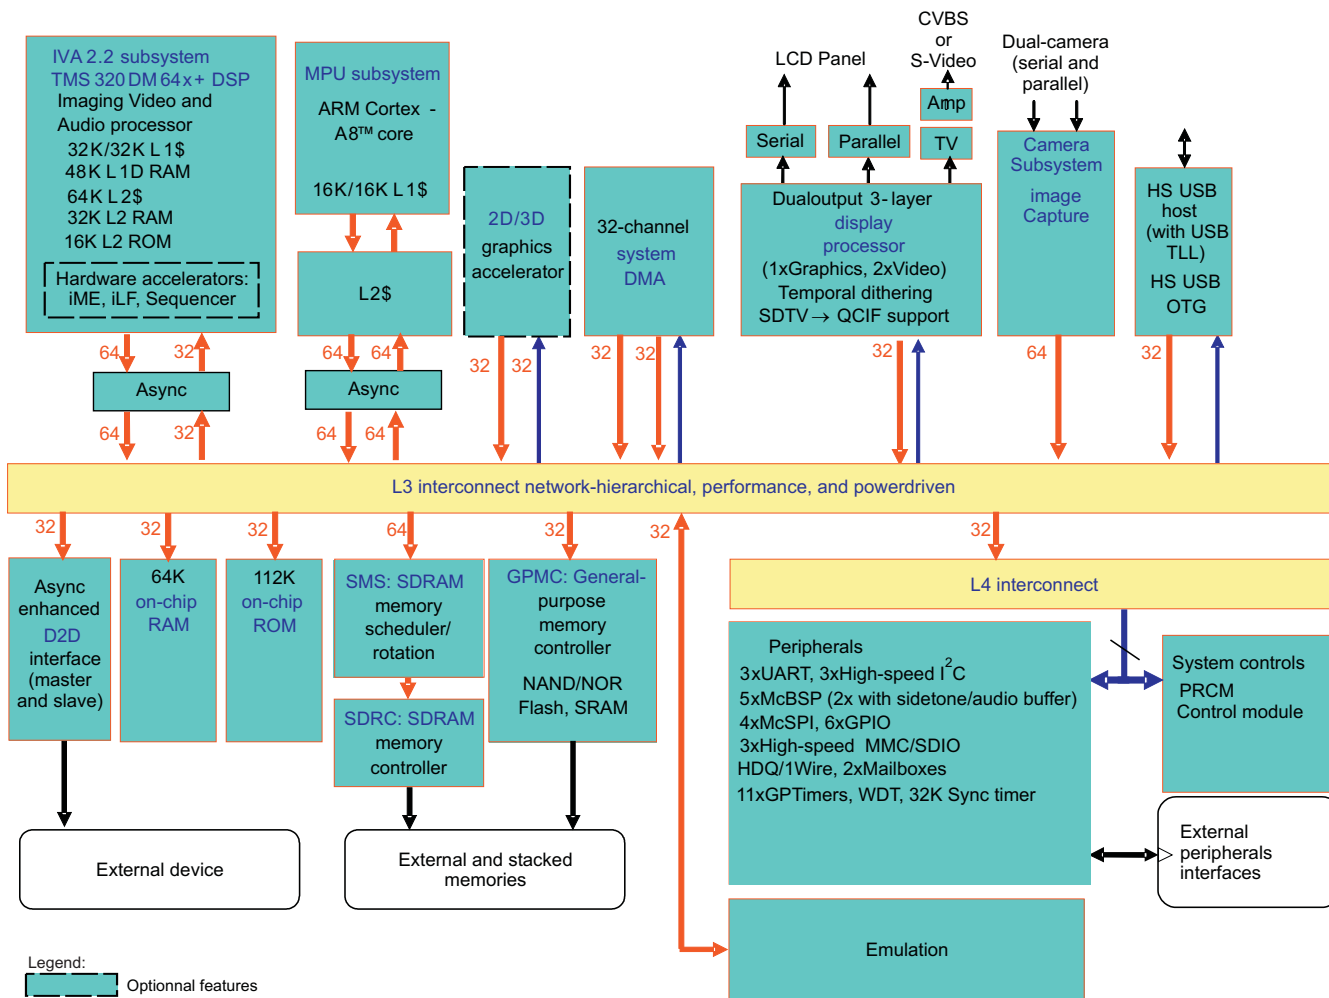 IVA 2.2 subsystem
TMS 320 DM 64x+ DSP
Imaging Video and
Audio processor
32K/32K L 1$
48K L 1D RAM
64K L 2$
32K L2 RAM
16K L2 ROM
Hardware accelerators:
iME, iLF, Sequencer
64
32
Async
64
32
MPU subsystem
ARM Cortex -
A8™ core
16K/16K L 1$
L2$
64
64
Async
64
64
2D/3D
graphics
accelerator
32
32
32-channel
system
DMA
32
32
LCD Panel
CVBS
or
S-Video
Amp
Serial
Parallel
TV
Dualoutput 3-layer
display
processor
(1xGraphics, 2xVideo)
Temporal dithering
SDTV → QCIF support
32
Dual-camera
(serial and
parallel)
Camera
Subsystem
image
Capture
64
HS USB
host
(with USB
TLL)
HS USB
OTG
32
L3 interconnect network-hierarchical, performance, and powerdriven
32
32
32
64
32
32
32
Async
enhanced
D2D
interface
(master
and slave)
64K
on-chip
RAM
112K
on-chip
ROM
SMS: SDRAM
memory
scheduler/
rotation
SDRC: SDRAM
memory
controller
GPMC: General-
purpose
memory
controller
NAND/NOR
Flash, SRAM
L4 interconnect
Peripherals
3xUART, 3xHigh-speed I2C
5xMcBSP (2x with sidetone/audio buffer)
4xMcSPI, 6xGPIO
3xHigh-speed MMC/SDIO
HDQ/1Wire, 2xMailboxes
11xGPTimers, WDT, 32K Sync timer
System controls
PRCM
Control module
External
peripherals
interfaces
External device
External and stacked
memories
Emulation
Legend:
Optionnal features